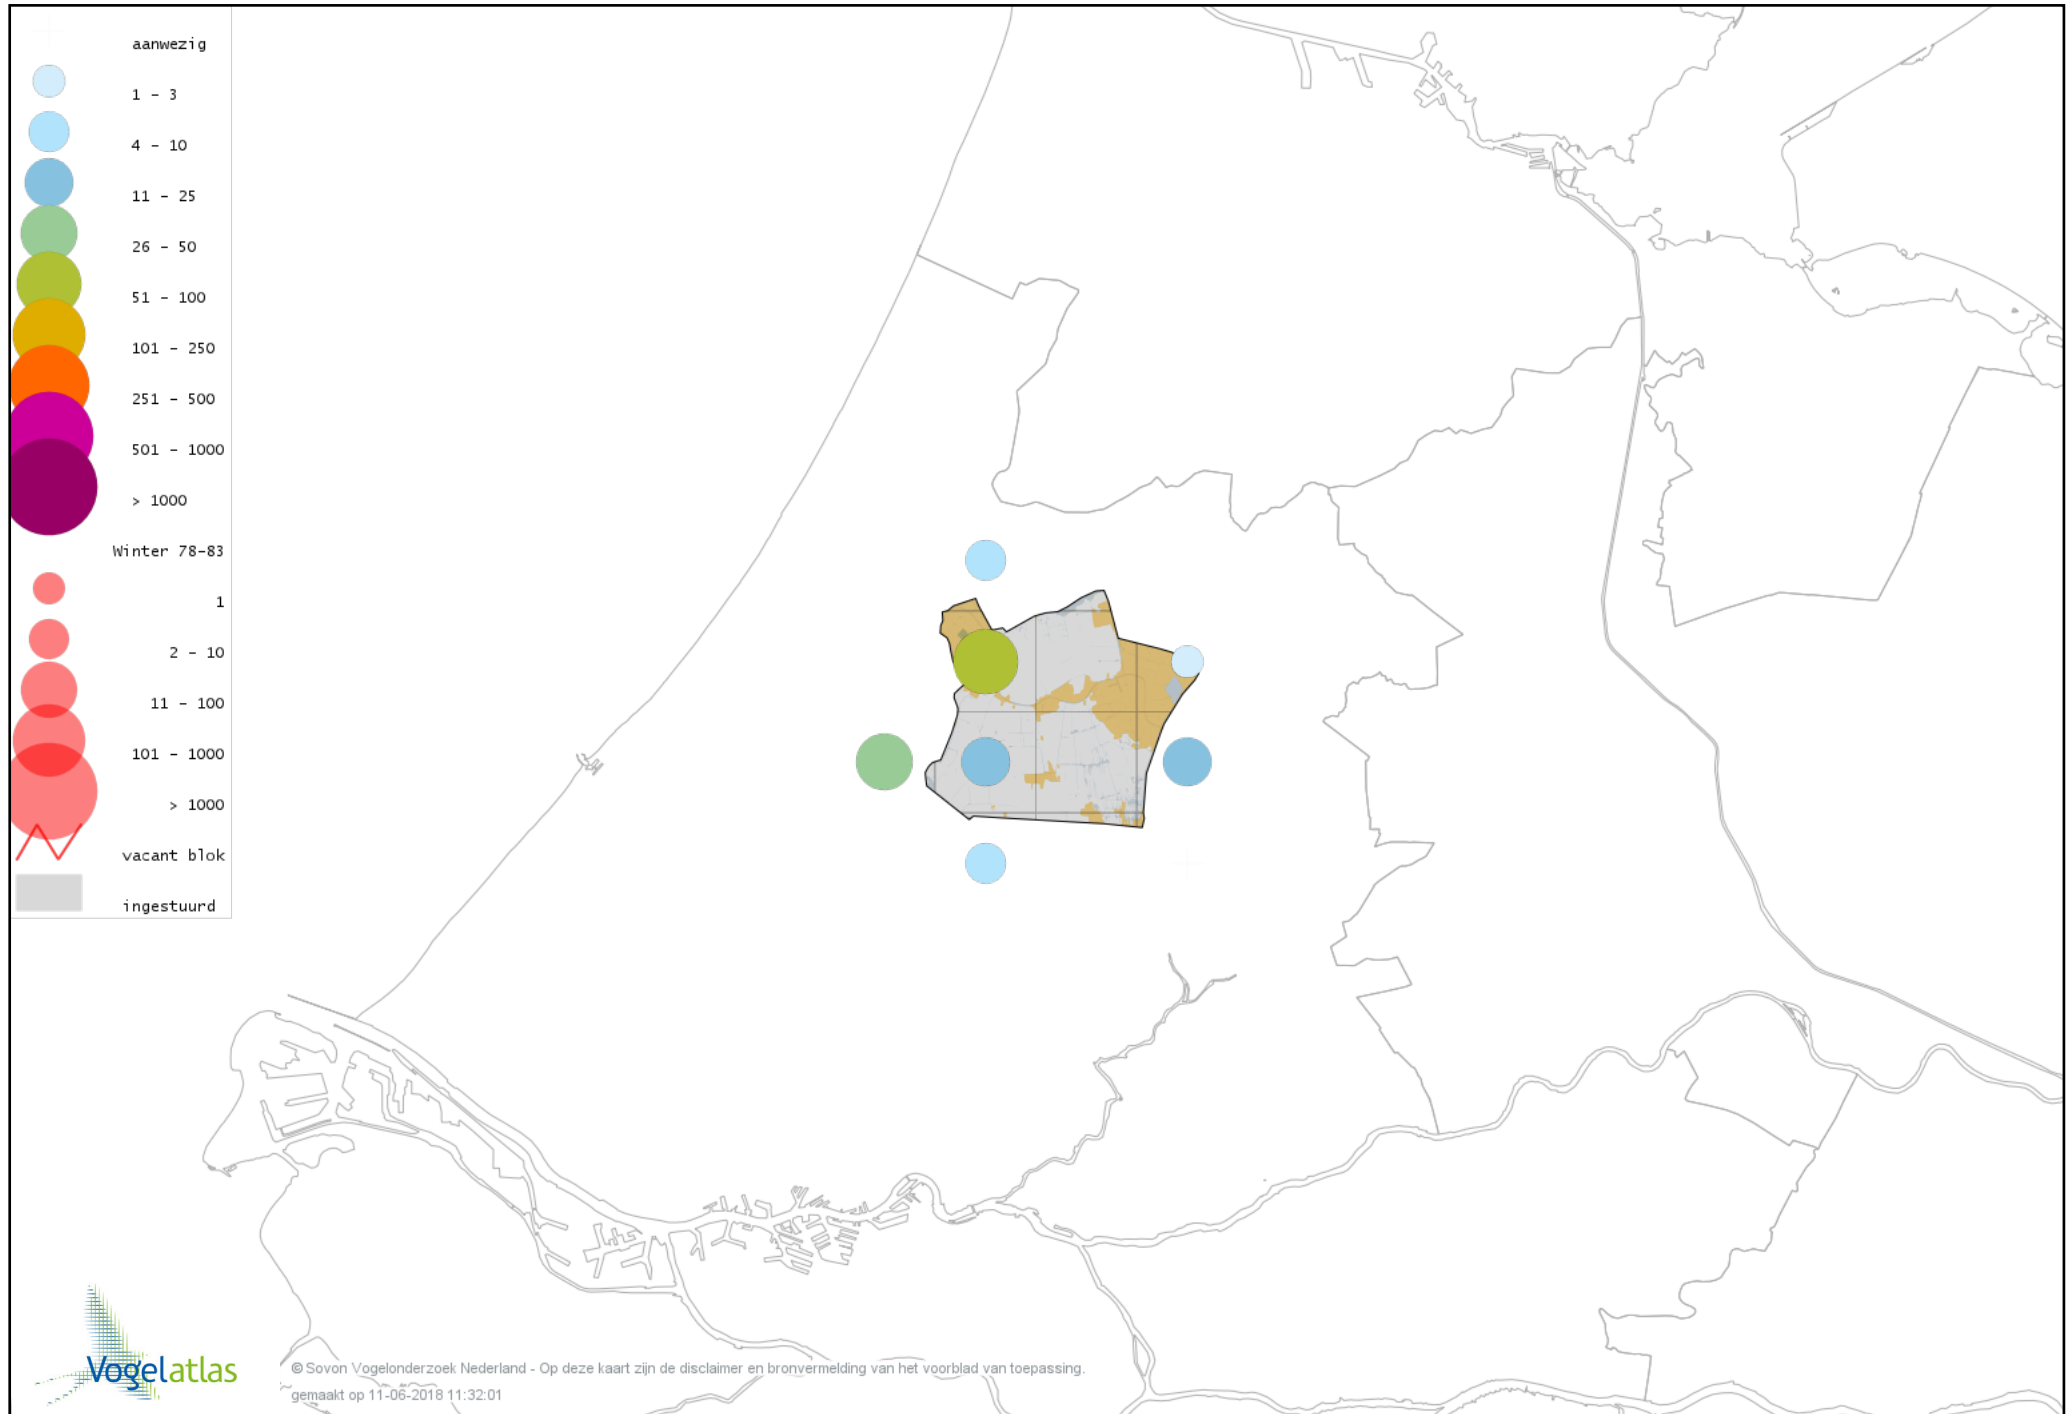 aanwezig
1 - 3
4 - 10
11 - 25
26 - 50
51 - 100
101 - 250
251 - 500
501 - 1000
> 1000
Winter 78-83
1
2 - 10
11 - 100
101 - 1000
> 1000
vacant blok
ingestuurd
Vogelatlas
© Sovon Vogelonderzoek Nederland - Op deze kaart zijn de disclaimer en bronvermelding van het voorblad van toepassing.
gemaakt op 11-06-2018 11:32:01